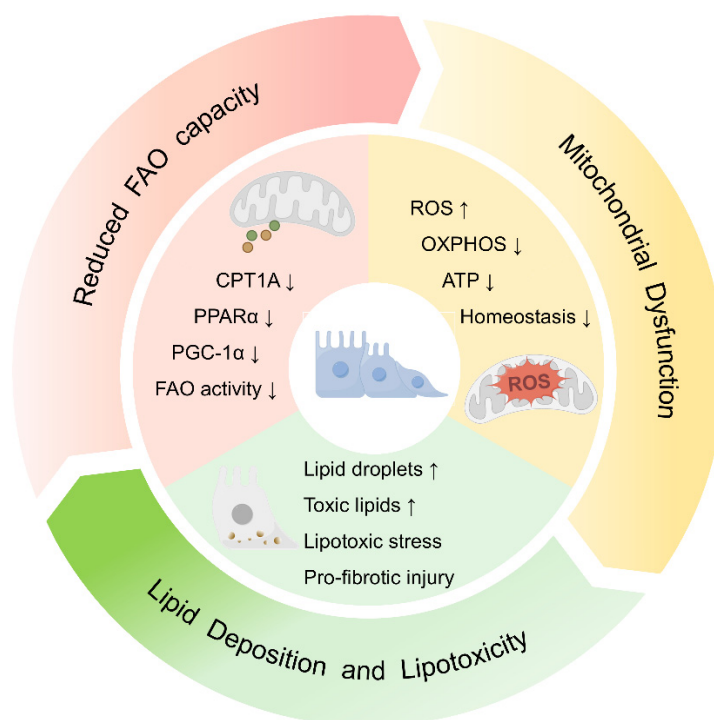 Reduced FAO capacity
Mitochondrial Dysfunction
Lipid Deposition and Lipotoxicity
CPT1A ↓
PPARα ↓
PGC-1α ↓
FAO activity ↓
ROS ↑
OXPHOS ↓
ATP ↓
Homeostasis ↓
ROS
Lipid droplets ↑
Toxic lipids ↑
Lipotoxic stress
Pro-fibrotic injury